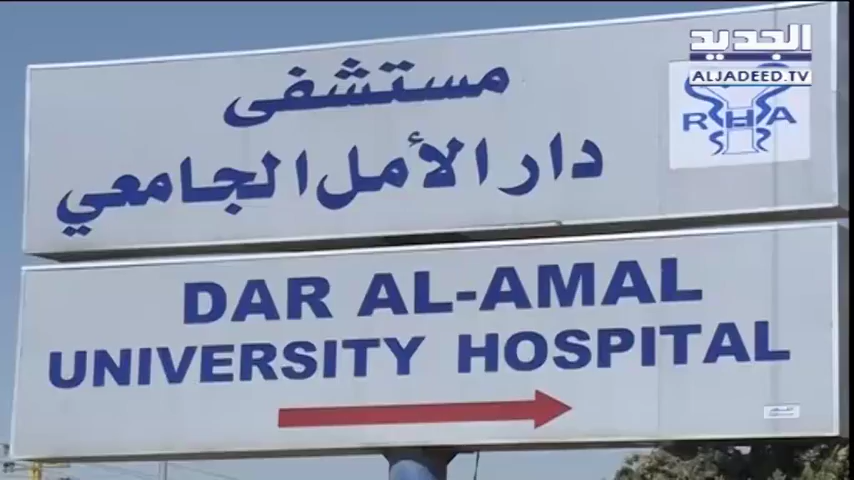 الجديد
ALJADEED.TV
مستشفى
دار الأمل الجامعي
RHA
DAR AL-AMAL
UNIVERSITY HOSPITAL